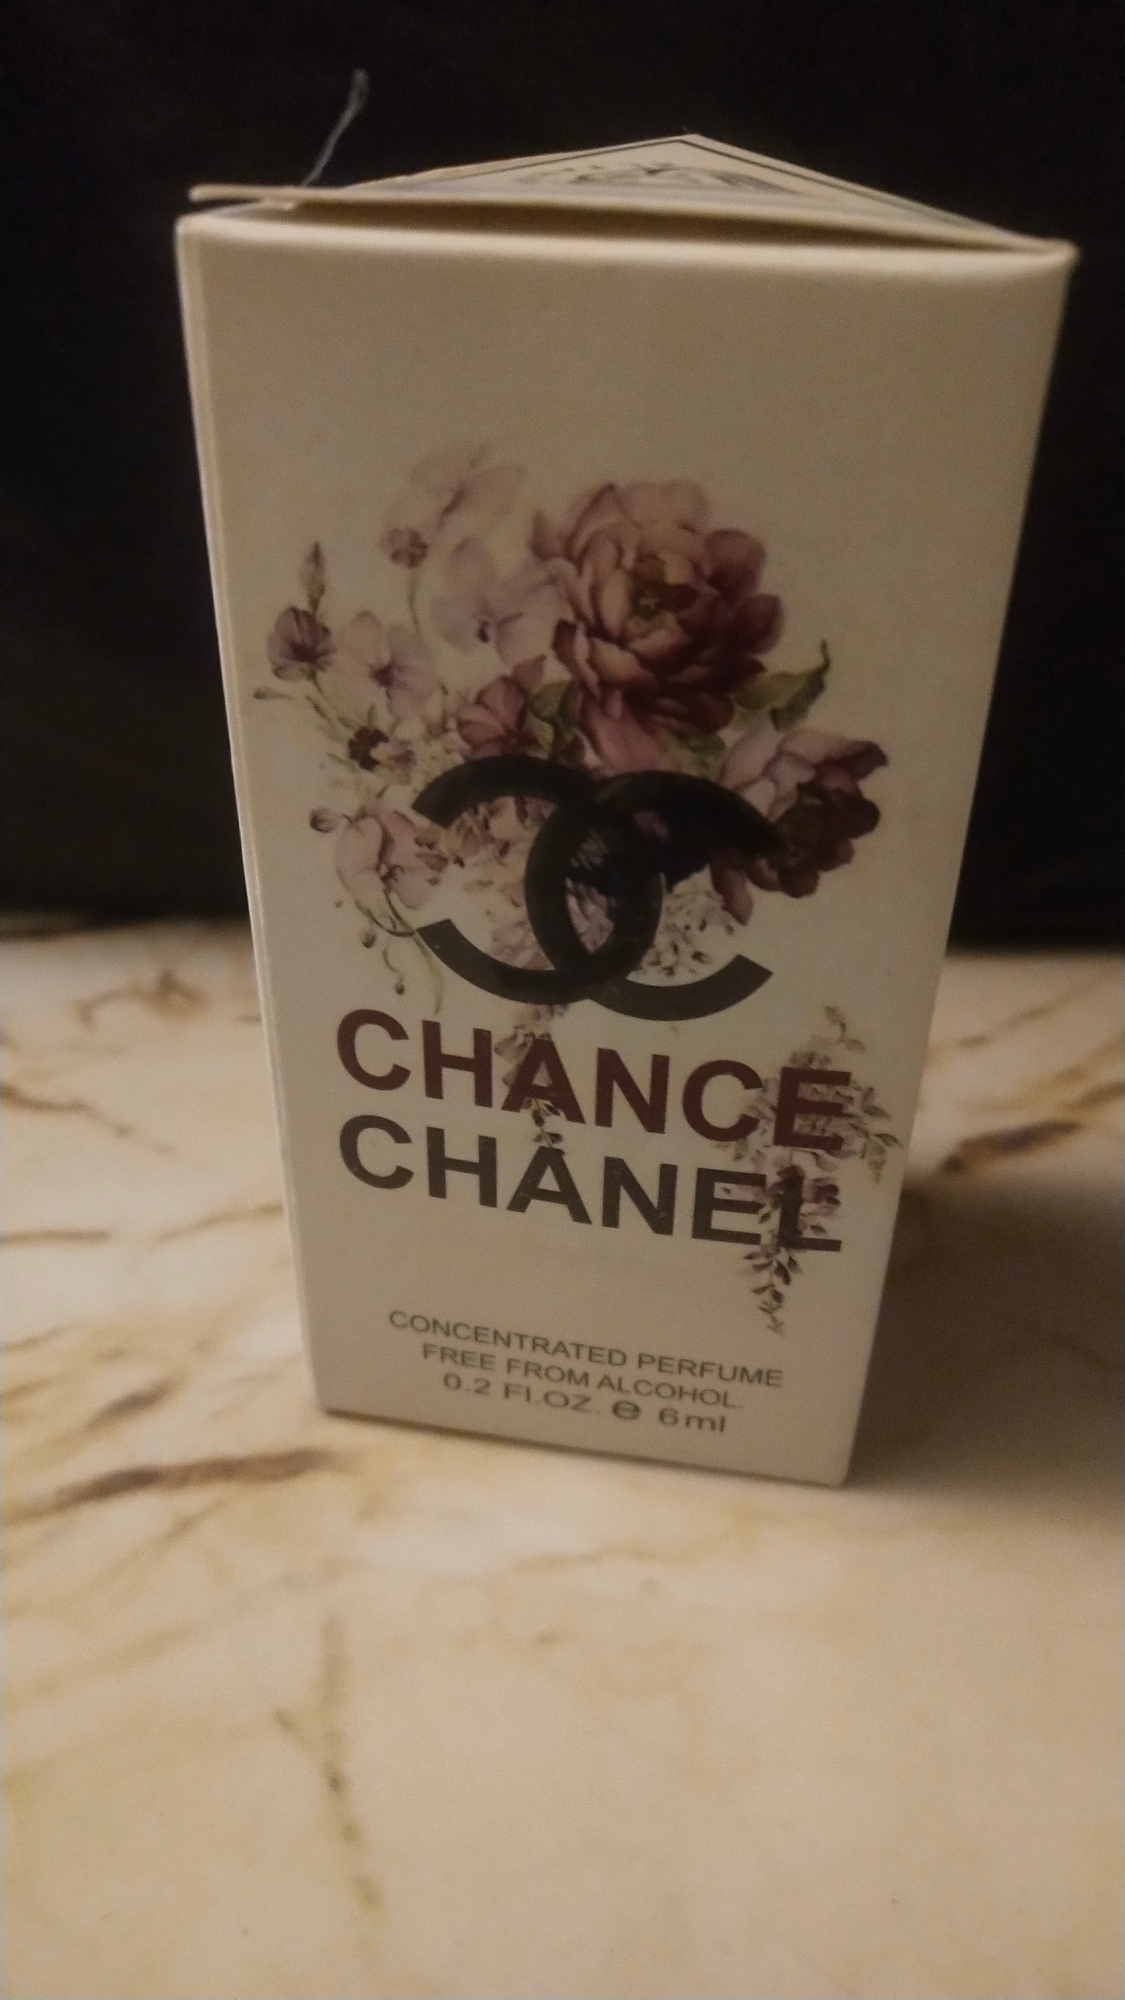 CHANCE
CHANEL
CONCENTRATED PERFUME
FREE FROM ALCOHOL.
0.2 Fl.OZ. ℮ 6ml